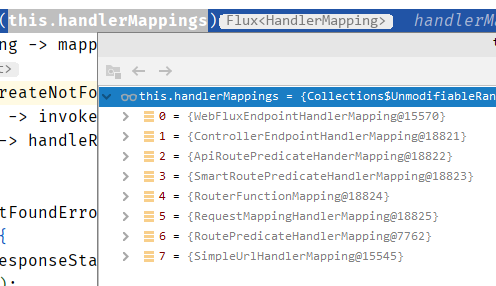 (this.handlerMappings) Flux<HandlerMapping> handlerM
ng -> mapp
t>
reateNotFo
-> invoke
-> handleR
tFoundErro
{
esponseSta
);
t
this.handlerMappings = {Collections$UnmodifiableRan
0 = {WebFluxEndpointHandlerMapping@15570}
1 = {ControllerEndpointHandlerMapping@18821}
2 = {ApiRoutePredicateHanderMapping@18822}
3 = {SmartRoutePredicateHandlerMapping@18823}
4 = {RouterFunctionMapping@18824}
5 = {RequestMappingHandlerMapping@18825}
6 = {RoutePredicateHandlerMapping@7762}
7 = {SimpleUrlHandlerMapping@15545}